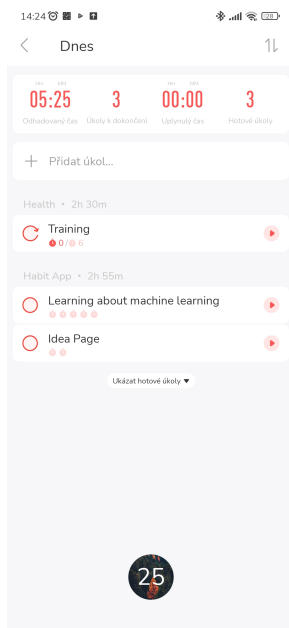 14:24
28
Dnes
05:25
3
00:00
3
Odhadovaný čas
Úkoly k dokončení
Uplynulý čas
Hotové úkoly
Přidat úkol...
Health • 2h 30m
Training
0/6
Habit App • 2h 55m
Learning about machine learning
Idea Page
Ukázat hotové úkoly
25